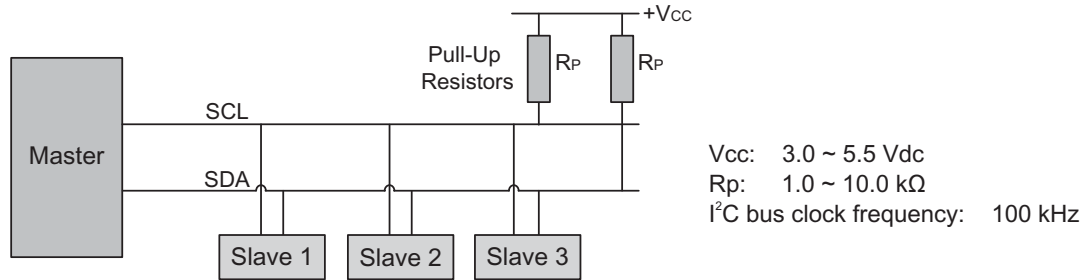 +VCC
Pull-Up
Resistors
RP
RP
SCL
Master
SDA
Slave 1
Slave 2
Slave 3
Vcc: 3.0 ~ 5.5 Vdc
Rp: 1.0 ~ 10.0 kΩ
I²C bus clock frequency: 100 kHz